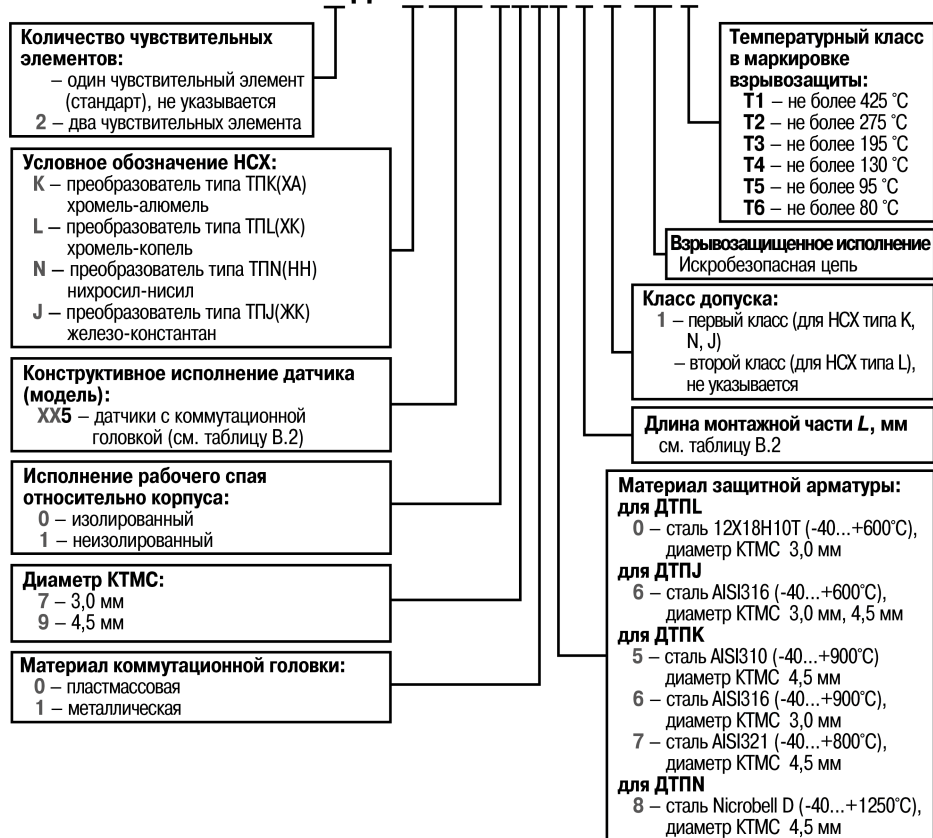 Количество чувствительных
элементов:
– один чувствительный элемент
(стандарт), не указывается
2 – два чувствительных элемента
Условное обозначение НСХ:
K – преобразователь типа ТПK(ХА)
хромель-алюмель
L – преобразователь типа ТПL(ХК)
хромель-копель
N – преобразователь типа ТПN(НН)
нихросил-нисил
J – преобразователь типа ТПJ(ЖК)
железо-константан
Конструктивное исполнение датчика
(модель):
XX5 – датчики с коммутационной
головкой (см. таблицу В.2)
Исполнение рабочего спая
относительно корпуса:
0 – изолированный
1 – неизолированный
Диаметр КТМС:
7 – 3,0 мм
9 – 4,5 мм
Материал коммутационной головки:
0 – пластмассовая
1 – металлическая
Температурный класс
в маркировке
взрывозащиты:
T1 – не более 425 °C
T2 – не более 275 °C
T3 – не более 195 °C
T4 – не более 130 °C
T5 – не более 95 °C
T6 – не более 80 °C
Взрывозащищенное исполнение
Искробезопасная цепь
Класс допуска:
1 – первый класс (для НСХ типа K,
N, J)
– второй класс (для НСХ типа L),
не указывается
Длина монтажной части L, мм
см. таблицу В.2
Материал защитной арматуры:
для ДТПL
0 – сталь 12Х18Н10Т (-40...+600°C),
диаметр КТМС 3,0 мм
для ДТПJ
6 – сталь AISI316 (-40...+600°C),
диаметр КТМС 3,0 мм, 4,5 мм
для ДТПK
5 – сталь AISI310 (-40...+900°C)
диаметр КТМС 4,5 мм
6 – сталь AISI316 (-40...+900°C),
диаметр КТМС 3,0 мм
7 – сталь AISI321 (-40...+800°C),
диаметр КТМС 4,5 мм
для ДТПN
8 – сталь Nicrobell D (-40...+1250°C),
диаметр КТМС 4,5 мм